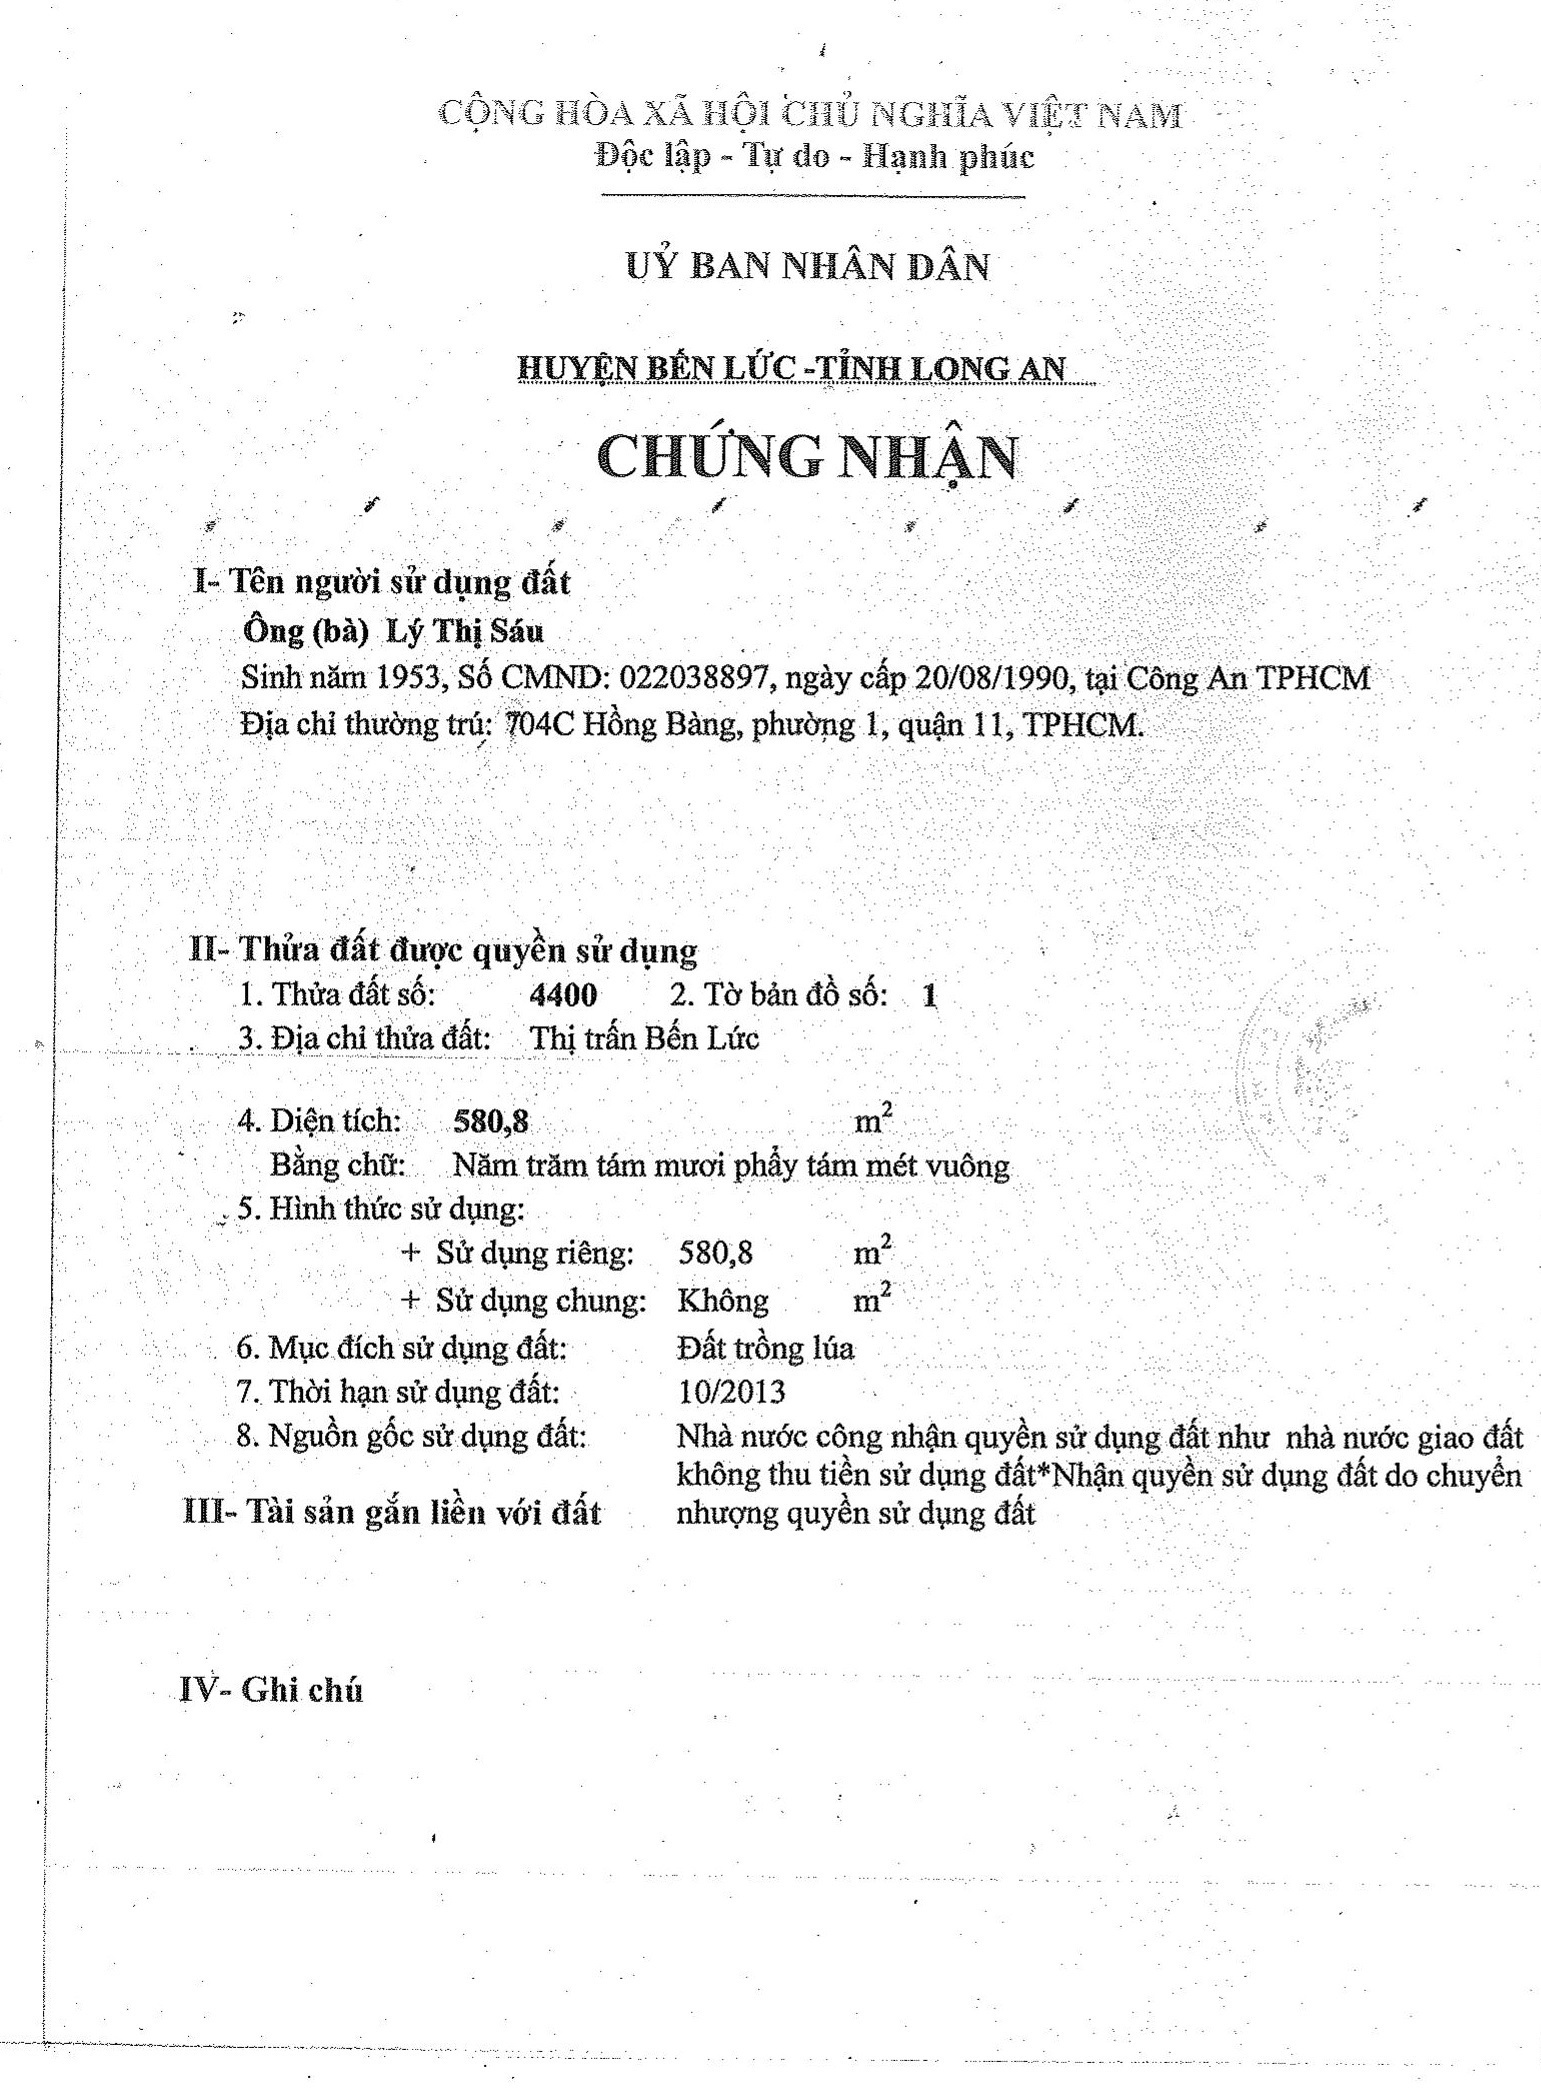 CỘNG HÒA XÃ HỘI CHỦ NGHĨA VIỆT NAM
Độc lập - Tự do - Hạnh phúc
UỶ BAN NHÂN DÂN
HUYỆN BẾN LỨC -TỈNH LONG AN
CHỨNG NHẬN
I- Tên người sử dụng đất
Ông (bà) Lý Thị Sáu
Sinh năm 1953, Số CMND: 022038897, ngày cấp 20/08/1990, tại Công An TPHCM
Địa chỉ thường trú: 704C Hồng Bàng, phường 1, quận 11, TPHCM.
II- Thửa đất được quyền sử dụng
1. Thửa đất số: 4400 2. Tờ bản đồ số: 1
3. Địa chỉ thửa đất: Thị trấn Bến Lức
4. Diện tích: 580,8 m²
Bằng chữ: Năm trăm tám mươi phẩy tám mét vuông
5. Hình thức sử dụng:
+ Sử dụng riêng: 580,8 m²
+ Sử dụng chung: Không m²
6. Mục đích sử dụng đất: Đất trồng lúa
7. Thời hạn sử dụng đất: 10/2013
8. Nguồn gốc sử dụng đất: Nhà nước công nhận quyền sử dụng đất như nhà nước giao đất
không thu tiền sử dụng đất*Nhận quyền sử dụng đất do chuyển
III- Tài sản gắn liền với đất nhượng quyền sử dụng đất
IV- Ghi chú